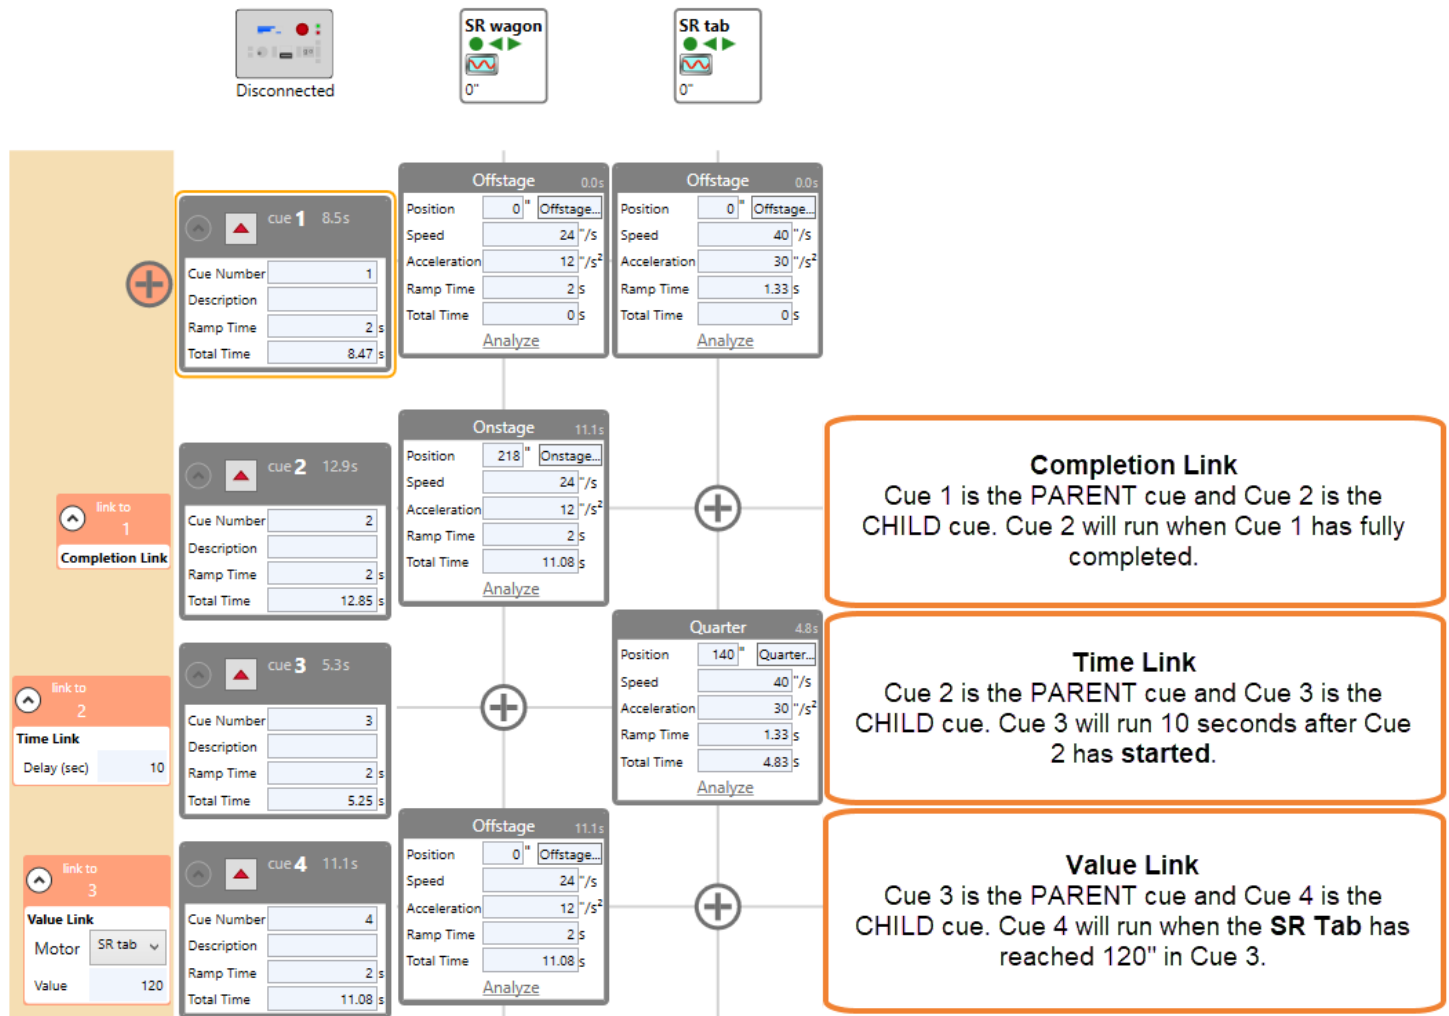 Disconnected
SR wagon
0"
SR tab
0"
cue 1 8.5s
Cue Number 1
Description
Ramp Time 2 s
Total Time 8.47 s
Offstage 0.0s
Position 0 " Offstage...
Speed 24 "/s
Acceleration 12 "/s²
Ramp Time 2 s
Total Time 0 s
Analyze
Offstage 0.0s
Position 0 " Offstage...
Speed 40 "/s
Acceleration 30 "/s²
Ramp Time 1.33 s
Total Time 0 s
Analyze
link to
1
Completion Link
cue 2 12.9s
Cue Number 2
Description
Ramp Time 2 s
Total Time 12.85 s
Onstage 11.1s
Position 218 " Onstage...
Speed 24 "/s
Acceleration 12 "/s²
Ramp Time 2 s
Total Time 11.08 s
Analyze
Completion Link
Cue 1 is the PARENT cue and Cue 2 is the
CHILD cue. Cue 2 will run when Cue 1 has fully
completed.
link to
2
Time Link
Delay (sec) 10
cue 3 5.3s
Cue Number 3
Description
Ramp Time 2 s
Total Time 5.25 s
Quarter 4.8s
Position 140 " Quarter...
Speed 40 "/s
Acceleration 30 "/s²
Ramp Time 1.33 s
Total Time 4.83 s
Analyze
Time Link
Cue 2 is the PARENT cue and Cue 3 is the
CHILD cue. Cue 3 will run 10 seconds after Cue
2 has started.
link to
3
Value Link
Motor SR tab
Value 120
cue 4 11.1s
Cue Number 4
Description
Ramp Time 2 s
Total Time 11.08 s
Offstage 11.1s
Position 0 " Offstage...
Speed 24 "/s
Acceleration 12 "/s²
Ramp Time 2 s
Total Time 11.08 s
Analyze
Value Link
Cue 3 is the PARENT cue and Cue 4 is the
CHILD cue. Cue 4 will run when the SR Tab has
reached 120" in Cue 3.